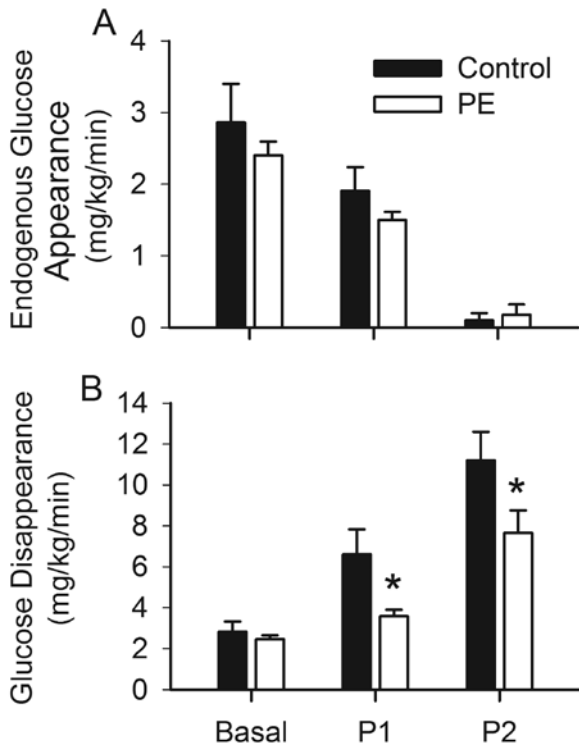 A
Endogenous Glucose
Appearance
(mg/kg/min)
4
3
2
1
0
Control
PE
B
Glucose Disappearance
(mg/kg/min)
14
12
10
8
6
4
2
0
*
*
Basal P1 P2